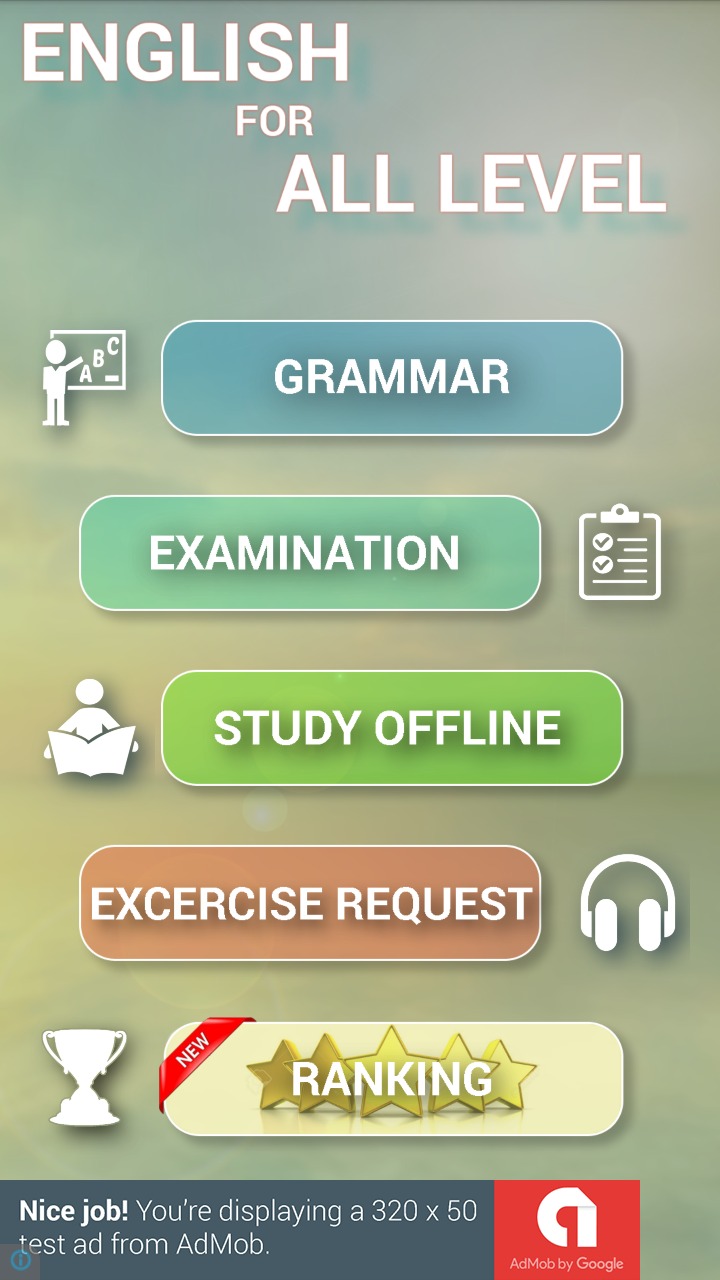 ENGLISH
FOR
ALL LEVEL
A B C
GRAMMAR
EXAMINATION
STUDY OFFLINE
EXCERCISE REQUEST
NEW
RANKING
Nice job! You're displaying a 320 x 50
test ad from AdMob.
AdMob by Google